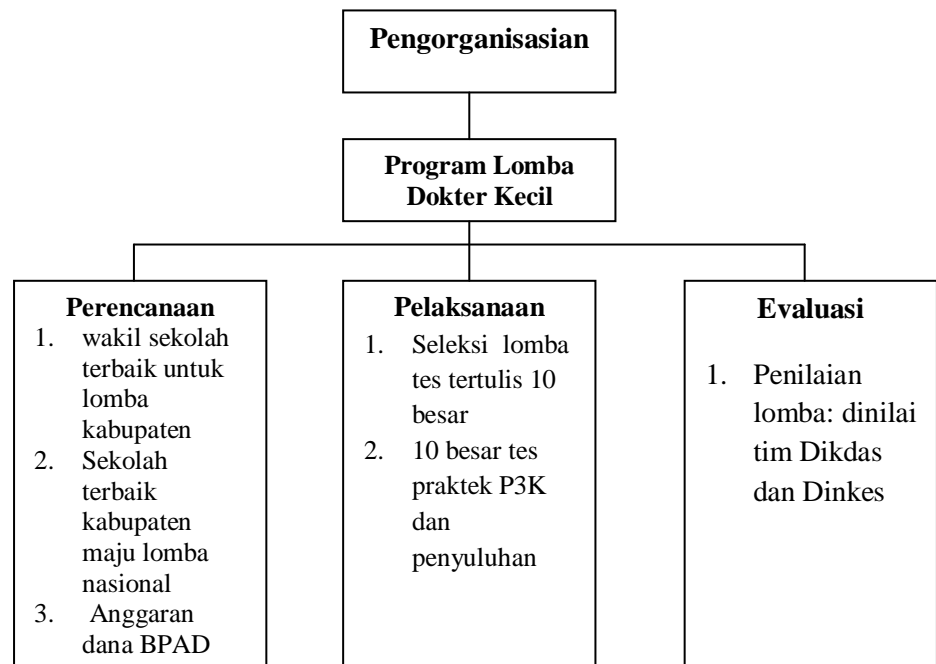 Pengorganisasian
Program Lomba
Dokter Kecil
Perencanaan
1. wakil sekolah
terbaik untuk
lomba
kabupaten
2. Sekolah
terbaik
kabupaten
maju lomba
nasional
3. Anggaran
dana BPAD
Pelaksanaan
1. Seleksi lomba
tes tertulis 10
besar
2. 10 besar tes
praktek P3K
dan
penyuluhan
Evaluasi
1. Penilaian
lomba: dinilai
tim Dikdas
dan Dinkes